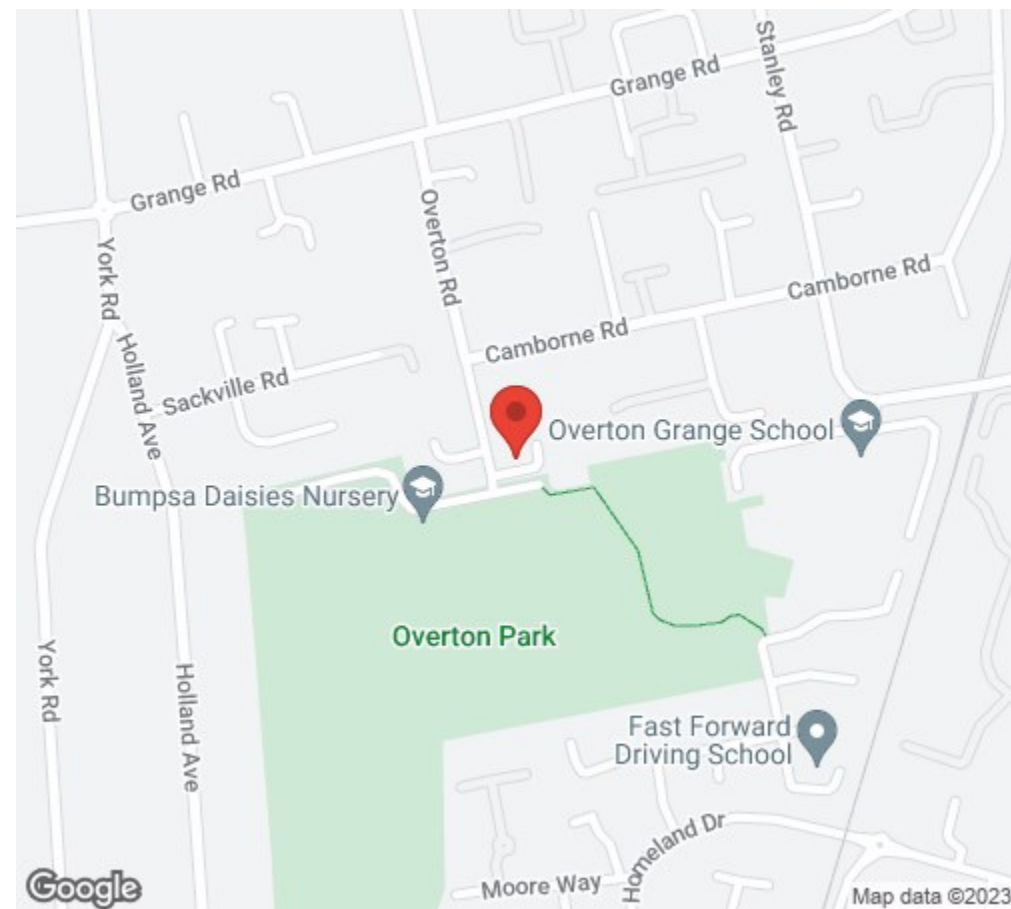 Stanley Rd
Grange Rd
Grange Rd
Overton Rd
York Rd
Camborne Rd
Camborne Rd
Holland Ave
Sackville Rd
Overton Grange School
Bumpsa Daisies Nursery
Overton Park
York Rd
Holland Ave
Fast Forward
Driving School
Homeland Dr
Moore Way
Google
Map data ©2023